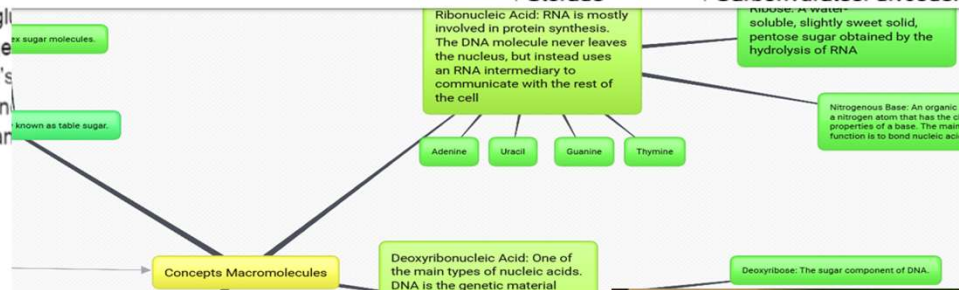 Ribonucleic Acid: RNA is mostly
involved in protein synthesis.
The DNA molecule never leaves
the nucleus, but instead uses
an RNA intermediary to
communicate with the rest of
the cell
Ribose: A water-
soluble, slightly sweet solid,
pentose sugar obtained by the
hydrolysis of RNA
sugar molecules.
known as table sugar.
Nitrogenous Base: An organic
a nitrogen atom that has the
properties of a base. The main
function is to bond nucleic
Adenine
Uracil
Guanine
Thymine
Concepts Macromolecules
Deoxyribonucleic Acid: One of
the main types of nucleic acids.
DNA is the genetic material
Deoxyribose: The sugar component of DNA.